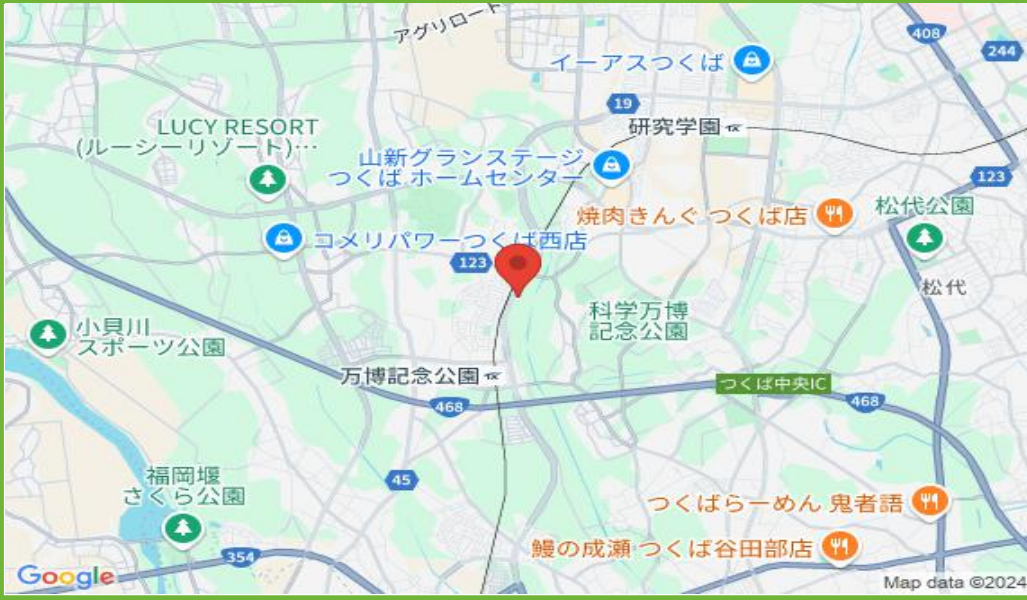 アグリロード
408
イーアスつくば
244
19
LUCY RESORT
(ルーシーリゾート)…
研究学園
山新グランステージ
つくば ホームセンター
123
焼肉きんぐ つくば店
松代公園
コメリパワーつくば西店
123
松代
科学万博
記念公園
小貝川
スポーツ公園
万博記念公園
つくば中央IC
468
468
45
福岡堰
さくら公園
つくばらーめん 鬼者語
鰻の成瀬 つくば谷田部店
354
Google
Map data ©2024